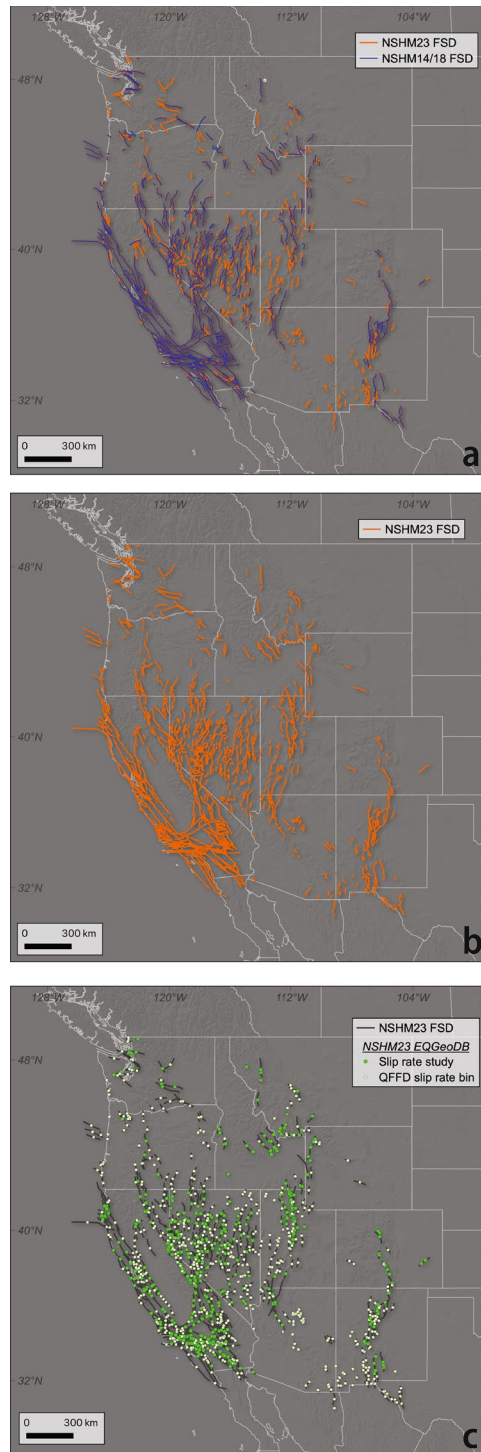 128°W 120°W 112°W 104°W
NSHM23 FSD
NSHM14/18 FSD
48°N
40°N
32°N
0 300 km
a
128°W 120°W 112°W 104°W
NSHM23 FSD
48°N
40°N
32°N
0 300 km
b
128°W 120°W 112°W 104°W
NSHM23 FSD
NSHM23 EQGeoDB
Slip rate study
QFFD slip rate bin
48°N
40°N
32°N
0 300 km
c